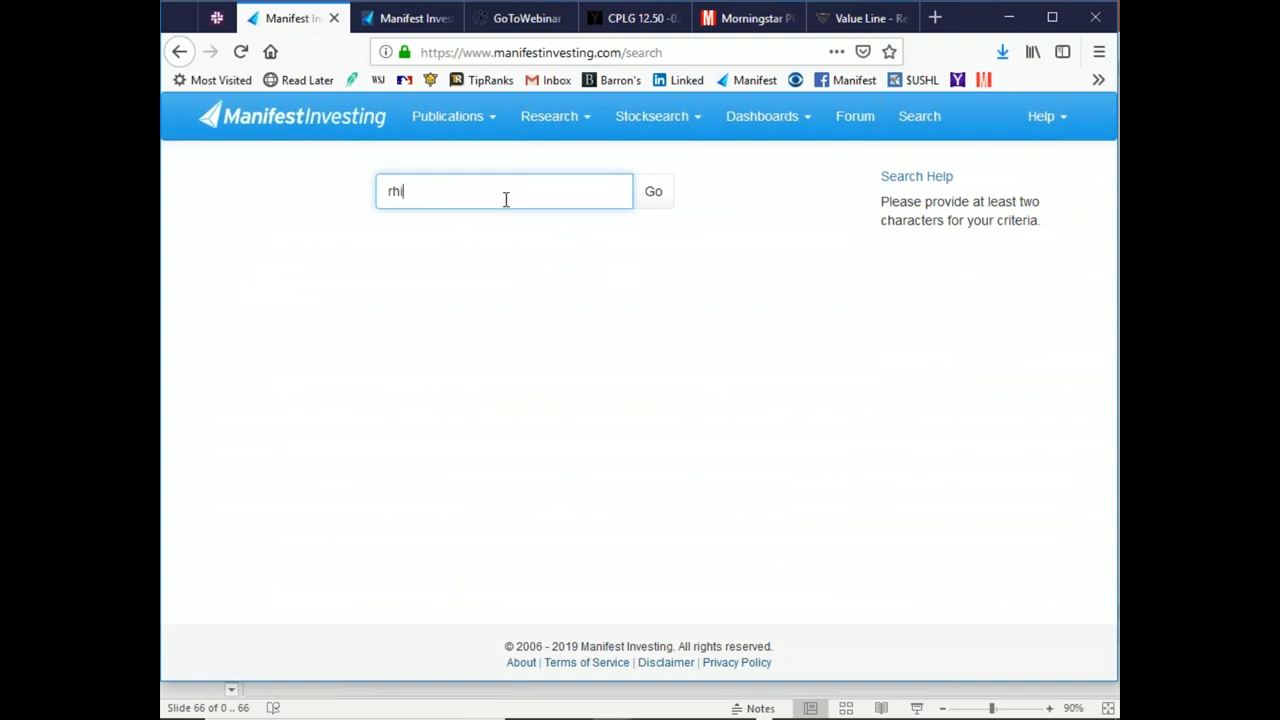 Manifest In
Manifest Inves
GoToWebinar
CPLG 12.50 -0.
Morningstar P
Value Line - Re
https://www.manifestinvesting.com/search
Most Visited
Read Later
WSJ
TipRanks
Inbox
Barron's
Linked
Manifest
Manifest
$USHL
ManifestInvesting
Publications
Research
Stocksearch
Dashboards
Forum
Search
Help
rhi
Go
Search Help
Please provide at least two
characters for your criteria.
© 2006 - 2019 Manifest Investing. All rights reserved.
About | Terms of Service | Disclaimer | Privacy Policy
Slide 66 of 0 .. 66
Notes
90%